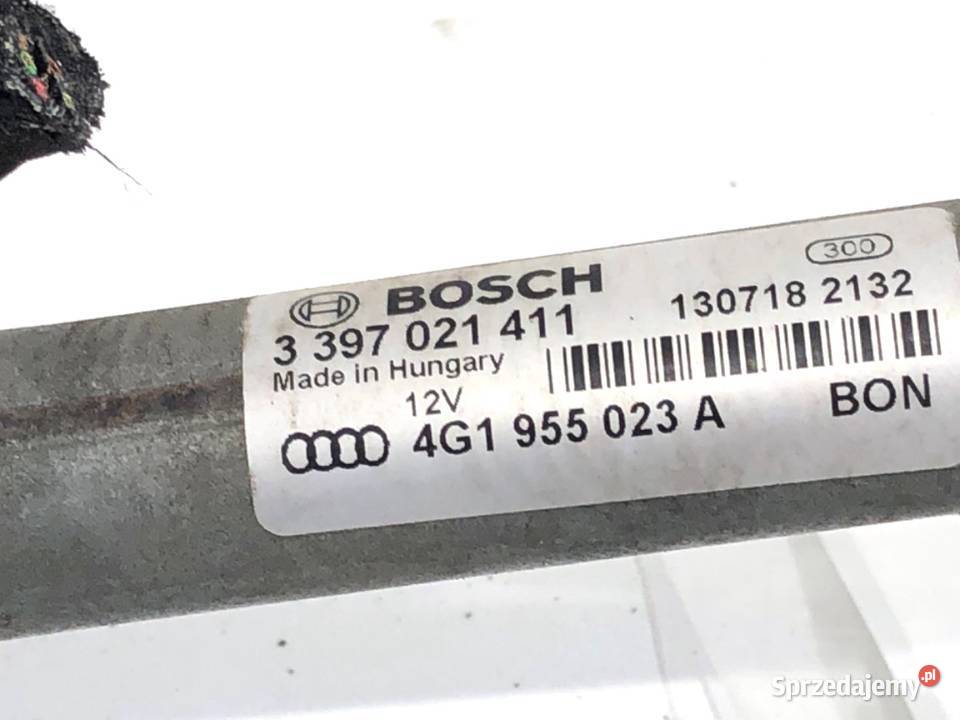 300
BOSCH
130718 2132
3 397 021 411
Made in Hungary
12V
4G1 955 023 A
BON
Sprzedajemy.pl